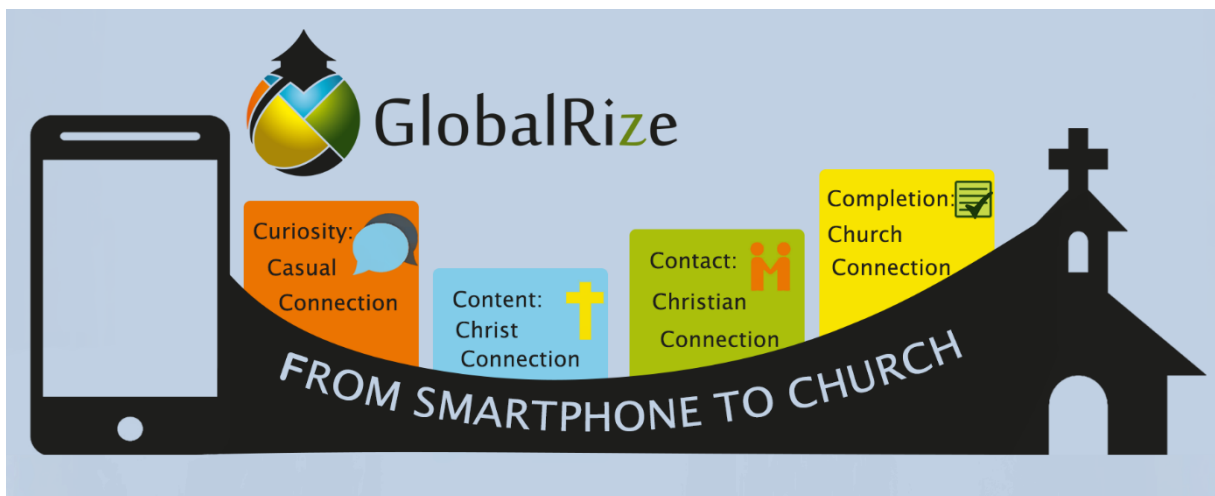 GlobalRize
Curiosity:
Casual
Connection
Content:
Christ
Connection
Contact:
Christian
Connection
Completion:
Church
Connection
FROM SMARTPHONE TO CHURCH